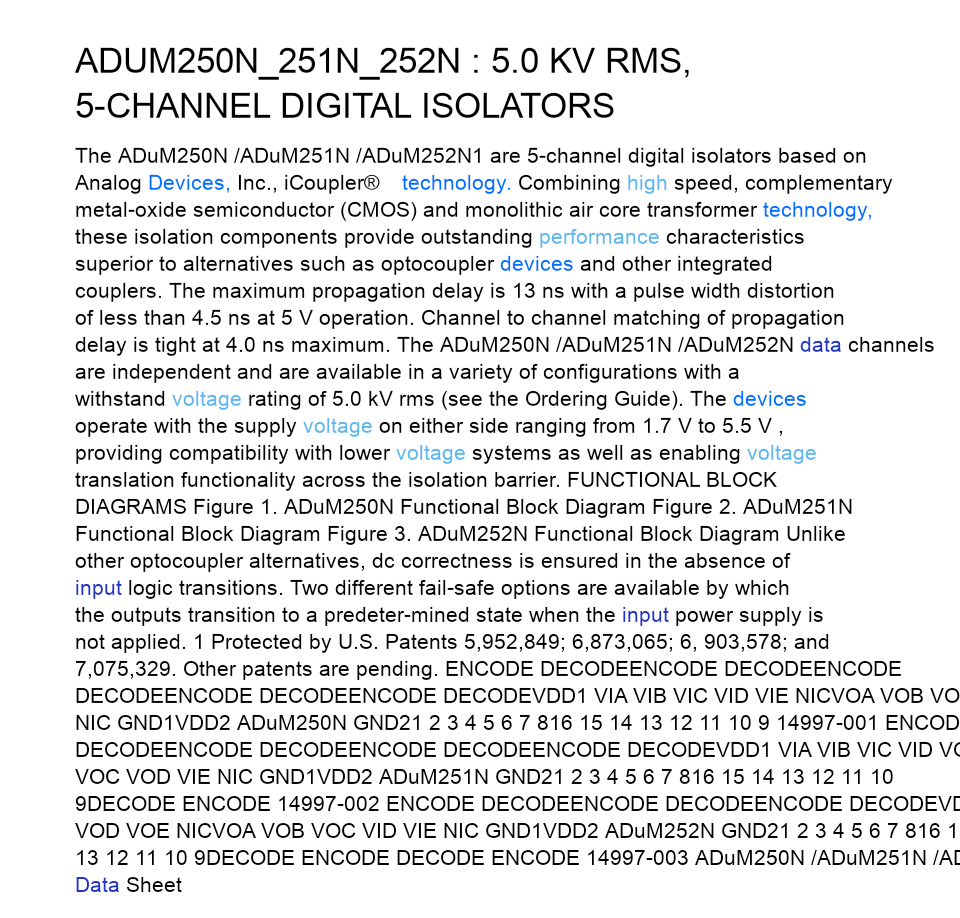 ADUM250N_251N_252N : 5.0 KV RMS,
5-CHANNEL DIGITAL ISOLATORS
The ADuM250N /ADuM251N /ADuM252N1 are 5-channel digital isolators based on
Analog Devices, Inc., iCoupler® technology. Combining high speed, complementary
metal-oxide semiconductor (CMOS) and monolithic air core transformer technology,
these isolation components provide outstanding performance characteristics
superior to alternatives such as optocoupler devices and other integrated
couplers. The maximum propagation delay is 13 ns with a pulse width distortion
of less than 4.5 ns at 5 V operation. Channel to channel matching of propagation
delay is tight at 4.0 ns maximum. The ADuM250N /ADuM251N /ADuM252N data channels
are independent and are available in a variety of configurations with a
withstand voltage rating of 5.0 kV rms (see the Ordering Guide). The devices
operate with the supply voltage on either side ranging from 1.7 V to 5.5 V ,
providing compatibility with lower voltage systems as well as enabling voltage
translation functionality across the isolation barrier. FUNCTIONAL BLOCK
DIAGRAMS Figure 1. ADuM250N Functional Block Diagram Figure 2. ADuM251N
Functional Block Diagram Figure 3. ADuM252N Functional Block Diagram Unlike
other optocoupler alternatives, dc correctness is ensured in the absence of
input logic transitions. Two different fail-safe options are available by which
the outputs transition to a predeter-mined state when the input power supply is
not applied. 1 Protected by U.S. Patents 5,952,849; 6,873,065; 6, 903,578; and
7,075,329. Other patents are pending. ENCODE DECODEENCODE DECODEENCODE
DECODEENCODE DECODEENCODE DECODEVDD1 VIA VIB VIC VID VIE NICVOA VOB VO
NIC GND1VDD2 ADuM250N GND21 2 3 4 5 6 7 816 15 14 13 12 11 10 9 14997-001 ENCOD
DECODEENCODE DECODEENCODE DECODEENCODE DECODEVDD1 VIA VIB VIC VID VO
VOC VOD VIE NIC GND1VDD2 ADuM251N GND21 2 3 4 5 6 7 816 15 14 13 12 11 10
9DECODE ENCODE 14997-002 ENCODE DECODEENCODE DECODEENCODE DECODEVD
VOD VOE NICVOA VOB VOC VID VIE NIC GND1VDD2 ADuM252N GND21 2 3 4 5 6 7 816 1
13 12 11 10 9DECODE ENCODE DECODE ENCODE 14997-003 ADuM250N /ADuM251N /AD
Data Sheet